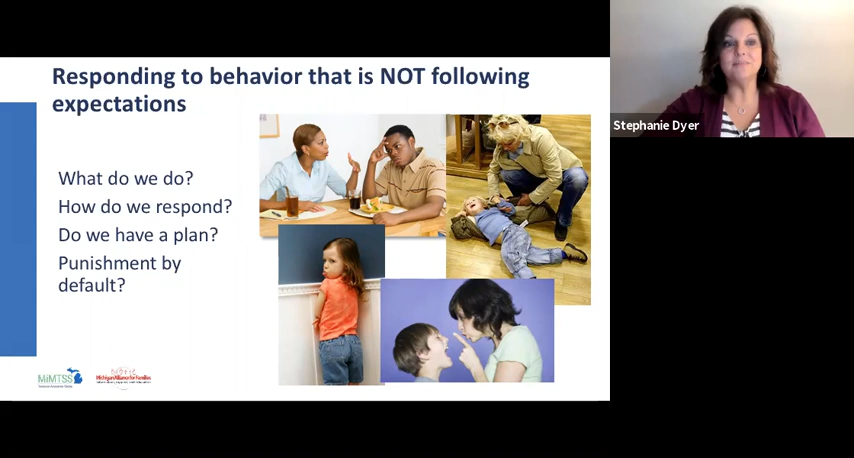 Responding to behavior that is NOT following
expectations
What do we do?
How do we respond?
Do we have a plan?
Punishment by
default?
Stephanie Dyer
MiMTSS
Michigan Alliance for Families